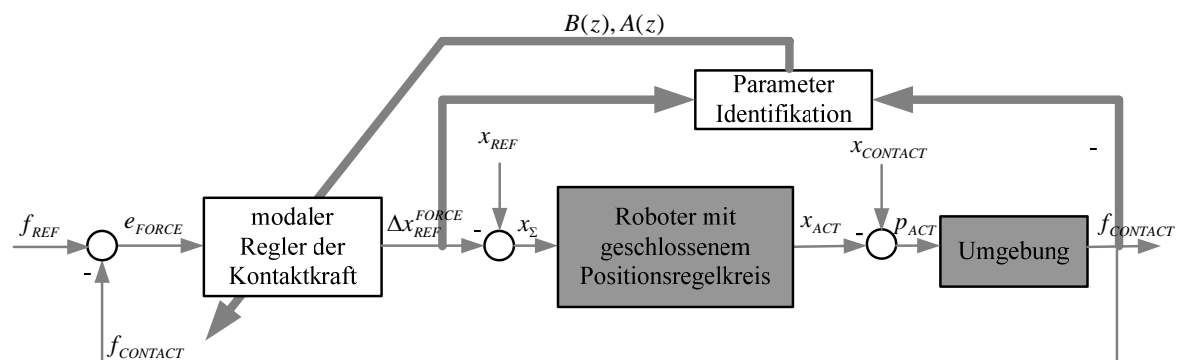 B(z), A(z)
Parameter
Identifikation
x_REF
x_CONTACT
-
f_REF
e_FORCE
modaler
Regler der
Kontaktkraft
Δx_REF^FORCE
-
x_Σ
Roboter mit
geschlossenem
Positionsregelkreis
x_ACT
-
p_ACT
Umgebung
f_CONTACT
-
f_CONTACT